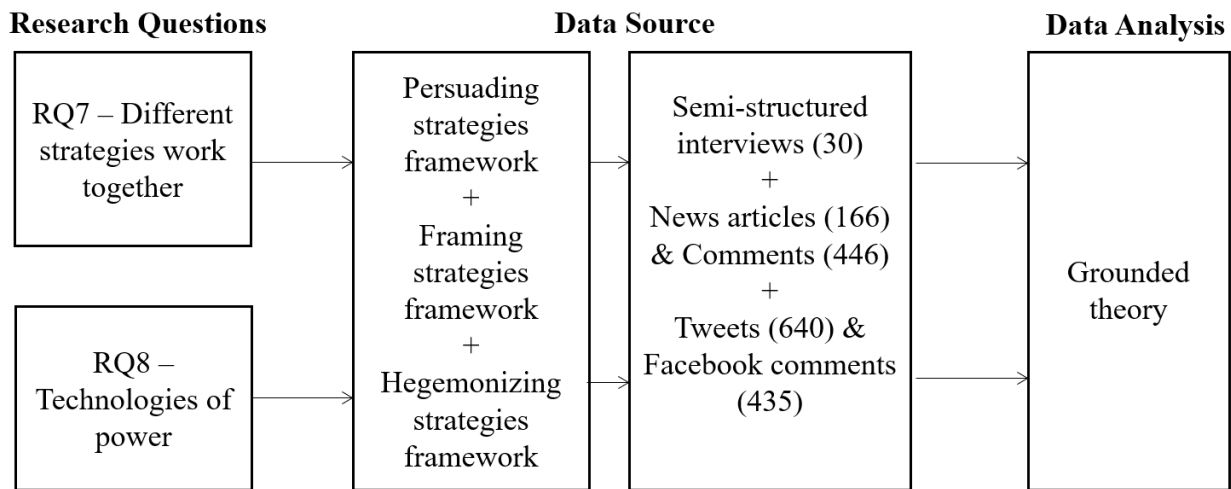 Research Questions
Data Source
Data Analysis
RQ7 – Different
strategies work
together
RQ8 –
Technologies of
power
Persuading
strategies
framework
+
Framing
strategies
framework
+
Hegemonizing
strategies
framework
Semi-structured
interviews (30)
+
News articles (166)
& Comments (446)
+
Tweets (640) &
Facebook comments
(435)
Grounded
theory